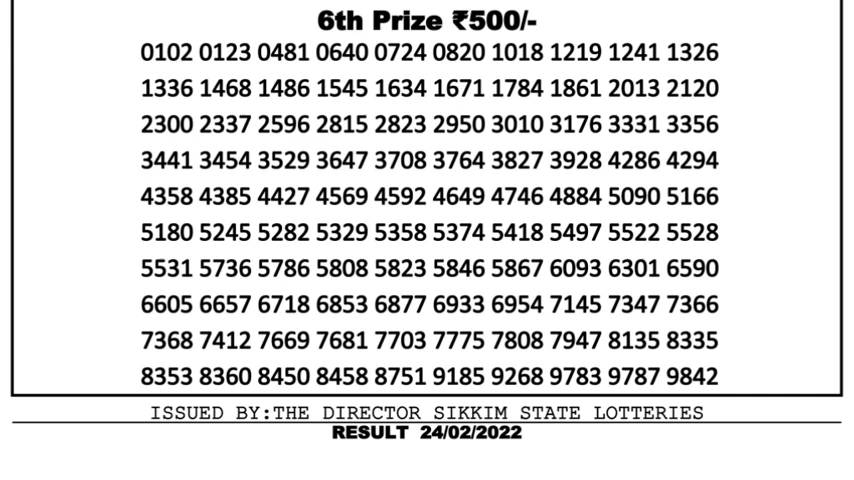 6th Prize ₹500/-
0102 0123 0481 0640 0724 0820 1018 1219 1241 1326
1336 1468 1486 1545 1634 1671 1784 1861 2013 2120
2300 2337 2596 2815 2823 2950 3010 3176 3331 3356
3441 3454 3529 3647 3708 3764 3827 3928 4286 4294
4358 4385 4427 4569 4592 4649 4746 4884 5090 5166
5180 5245 5282 5329 5358 5374 5418 5497 5522 5528
5531 5736 5786 5808 5823 5846 5867 6093 6301 6590
6605 6657 6718 6853 6877 6933 6954 7145 7347 7366
7368 7412 7669 7681 7703 7775 7808 7947 8135 8335
8353 8360 8450 8458 8751 9185 9268 9783 9787 9842
ISSUED BY:THE DIRECTOR SIKKIM STATE LOTTERIES
RESULT 24/02/2022